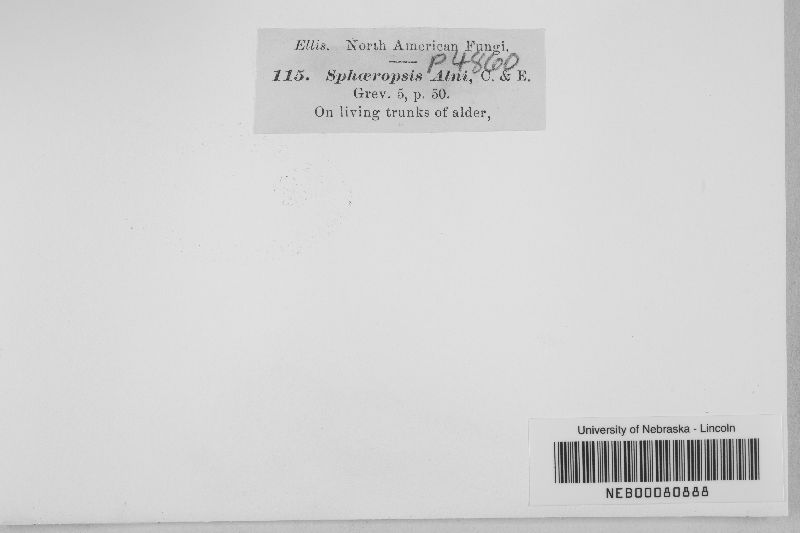 Ellis. North American Fungi.
P4860
115. Sphæropsis Alni, C. & E.
Grev. 5, p. 50.
On living trunks of alder,
University of Nebraska - Lincoln
NEB00080888